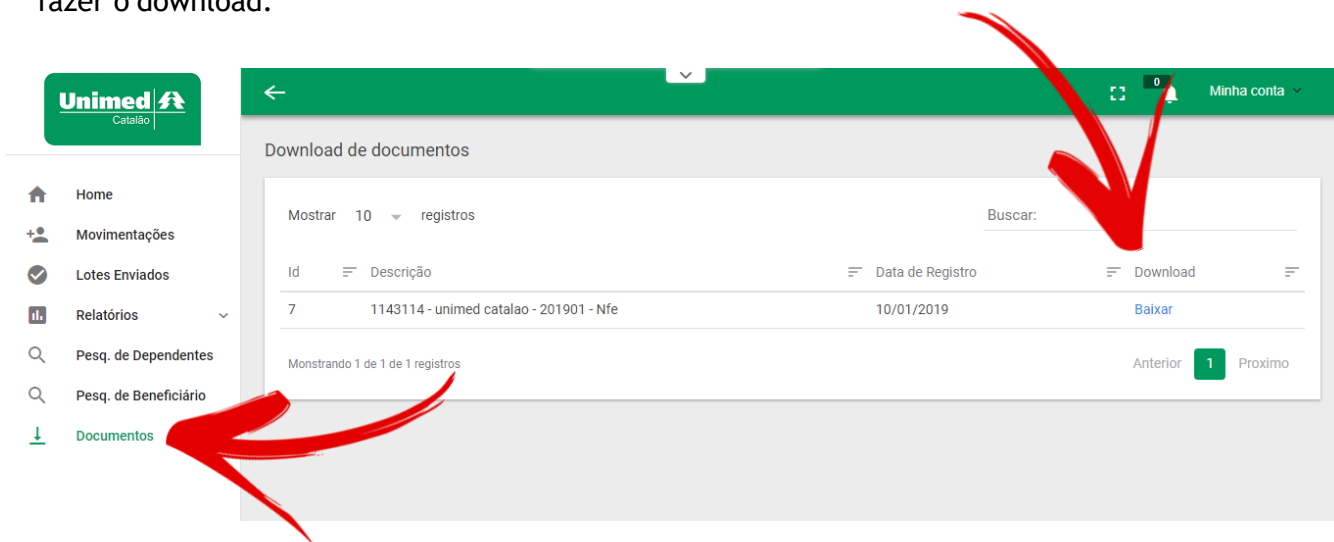 fazer o download.
Unimed
Catalão
0
Minha conta
Download de documentos
Home
Movimentações
Lotes Enviados
Relatórios
Pesq. de Dependentes
Pesq. de Beneficiário
Documentos
Mostrar 10 registros
Buscar:
Id Descrição Data de Registro Download
7 1143114 - unimed catalao - 201901 - Nfe 10/01/2019 Baixar
Monstrando 1 de 1 de 1 registros
Anterior 1 Proximo